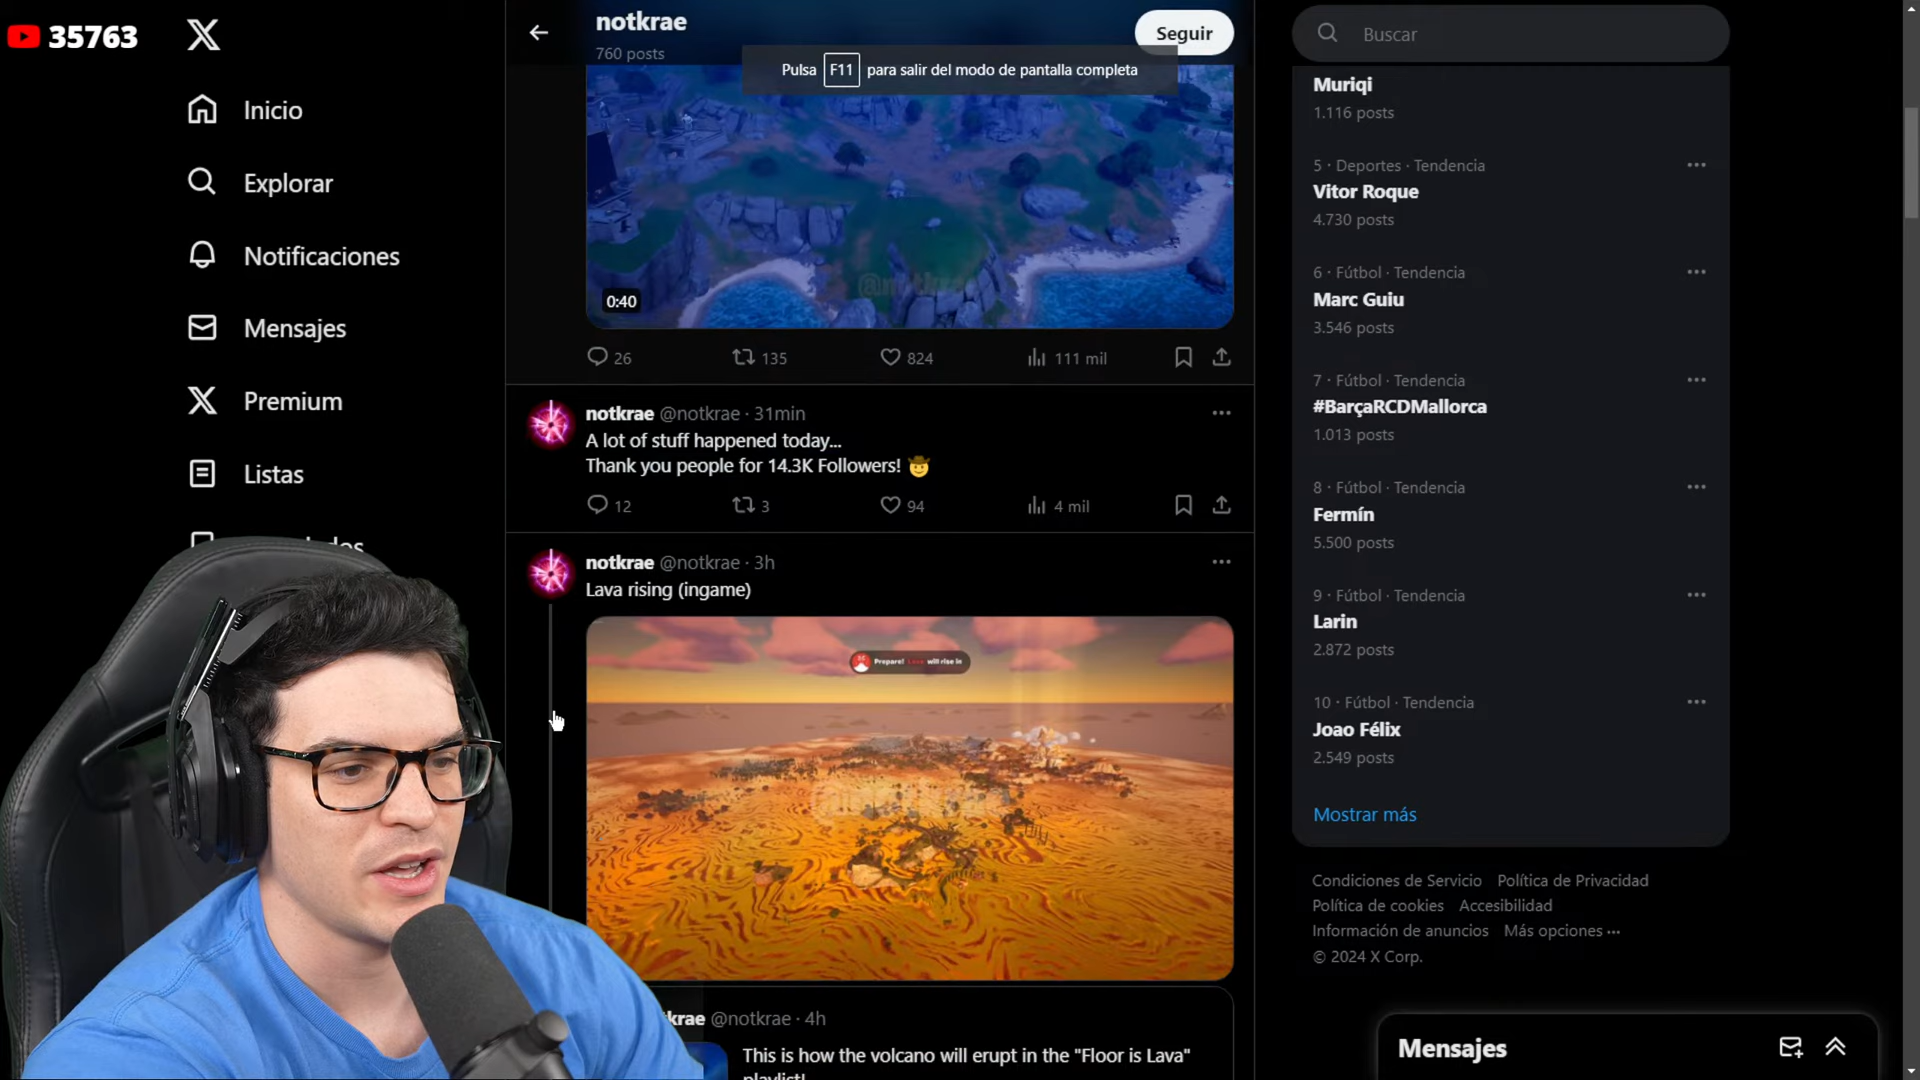 35763
Inicio
Explorar
Notificaciones
Mensajes
Premium
Listas
notkrae
760 posts
Seguir
Pulsa F11 para salir del modo de pantalla completa
0:40
26
135
824
111 mil
notkrae @notkrae · 31min
A lot of stuff happened today...
Thank you people for 14.3K Followers! 🤠
12
3
94
4 mil
notkrae @notkrae · 3h
Lava rising (ingame)
Prepare! Lava will rise in
krae @notkrae · 4h
This is how the volcano will erupt in the "Floor is Lava"
Buscar
Muriqi
1.116 posts
5 · Deportes · Tendencia
Vitor Roque
4.730 posts
6 · Fútbol · Tendencia
Marc Guiu
3.546 posts
7 · Fútbol · Tendencia
#BarçaRCDMallorca
1.013 posts
8 · Fútbol · Tendencia
Fermín
5.500 posts
9 · Fútbol · Tendencia
Larin
2.872 posts
10 · Fútbol · Tendencia
Joao Félix
2.549 posts
Mostrar más
Condiciones de Servicio Política de Privacidad
Política de cookies Accesibilidad
Información de anuncios Más opciones ···
© 2024 X Corp.
Mensajes